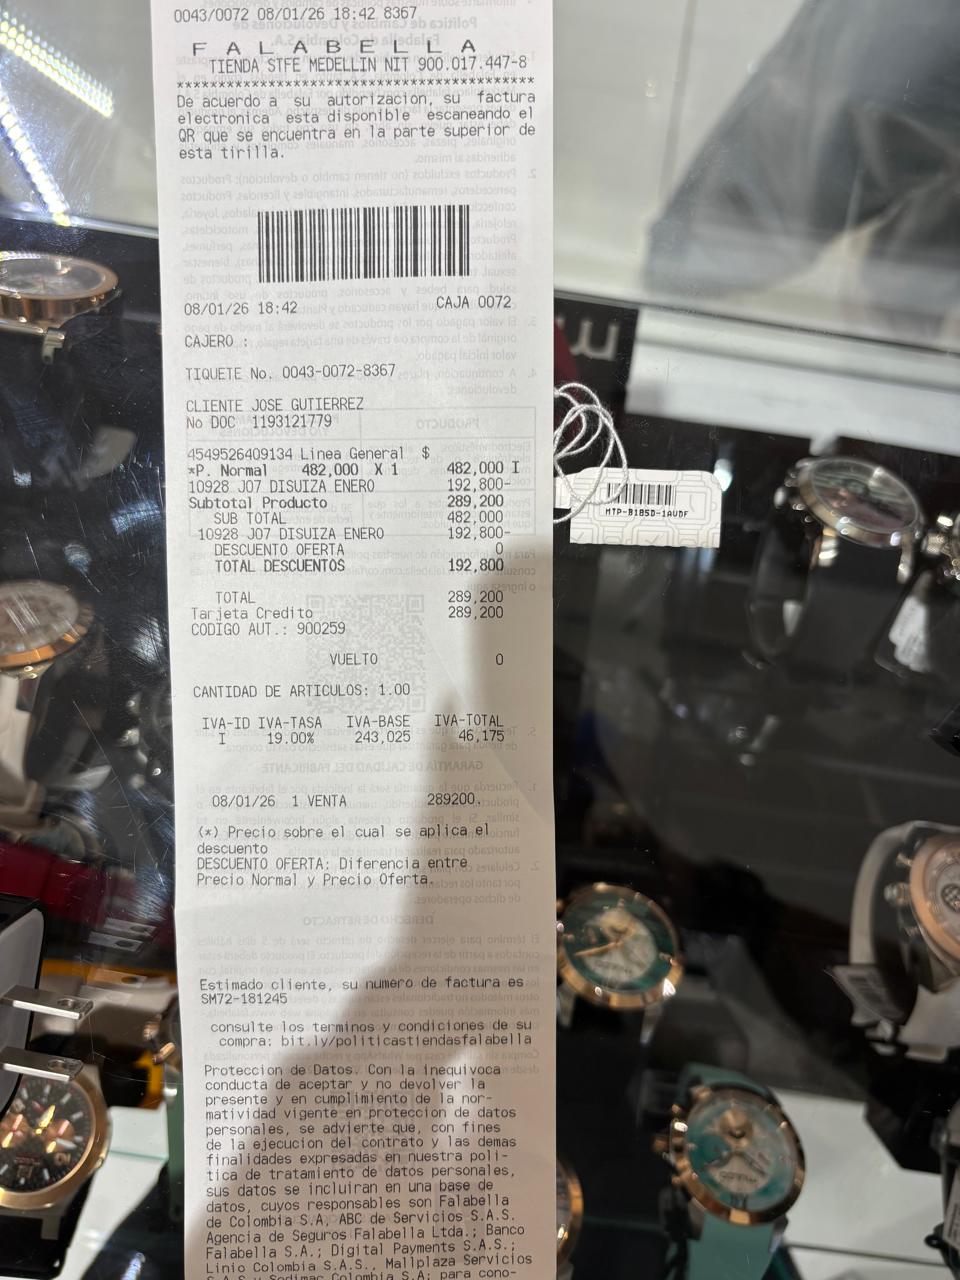 0043/0072 08/01/26 18:42 8367
F A L A B E L L A
TIENDA STFE MEDELLIN NIT 900.017.447-8
******************************************
De acuerdo a su autorizacion, su factura
electronica esta disponible escaneando el
QR que se encuentra en la parte superior de
esta tirilla.
08/01/26 18:42 CAJA 0072
CAJERO :
TIQUETE No. 0043-0072-8367
CLIENTE JOSE GUTIERREZ
No DOC 1193121779
4549526409134 Linea General $
*P. Normal 482,000 X 1 482,000 I
10928 J07 DISUIZA ENERO 192,800-
Subtotal Producto 289,200
SUB TOTAL 482,000
10928 J07 DISUIZA ENERO 192,800-
DESCUENTO OFERTA 0
TOTAL DESCUENTOS 192,800
TOTAL 289,200
Tarjeta Credito 289,200
CODIGO AUT.: 900259
VUELTO 0
CANTIDAD DE ARTICULOS: 1.00
IVA-ID IVA-TASA IVA-BASE IVA-TOTAL
I 19.00% 243,025 46,175
08/01/26 1 VENTA 289200.
(*) Precio sobre el cual se aplica el
descuento
DESCUENTO OFERTA: Diferencia entre
Precio Normal y Precio Oferta.
Estimado cliente, su numero de factura es
SM72-181245
consulte los terminos y condiciones de su
compra: bit.ly/politicastiendasfalabella
Proteccion de Datos. Con la inequivoca
conducta de aceptar y no devolver la
presente y en cumplimiento de la nor-
matividad vigente en proteccion de datos
personales, se advierte que, con fines
de la ejecucion del contrato y las demas
finalidades expresadas en nuestra poli-
tica de tratamiento de datos personales,
sus datos se incluiran en una base de
datos, cuyos responsables son Falabella
de Colombia S.A, ABC de Servicios S.A.S.
Agencia de Seguros Falabella Ltda.; Banco
Falabella S.A.; Digital Payments S.A.S.;
Linio Colombia S.A.S., Mallplaza Servicios
S.A.S y Sodimac Colombia S.A; para cono-
MTP-B185D-1AVDF